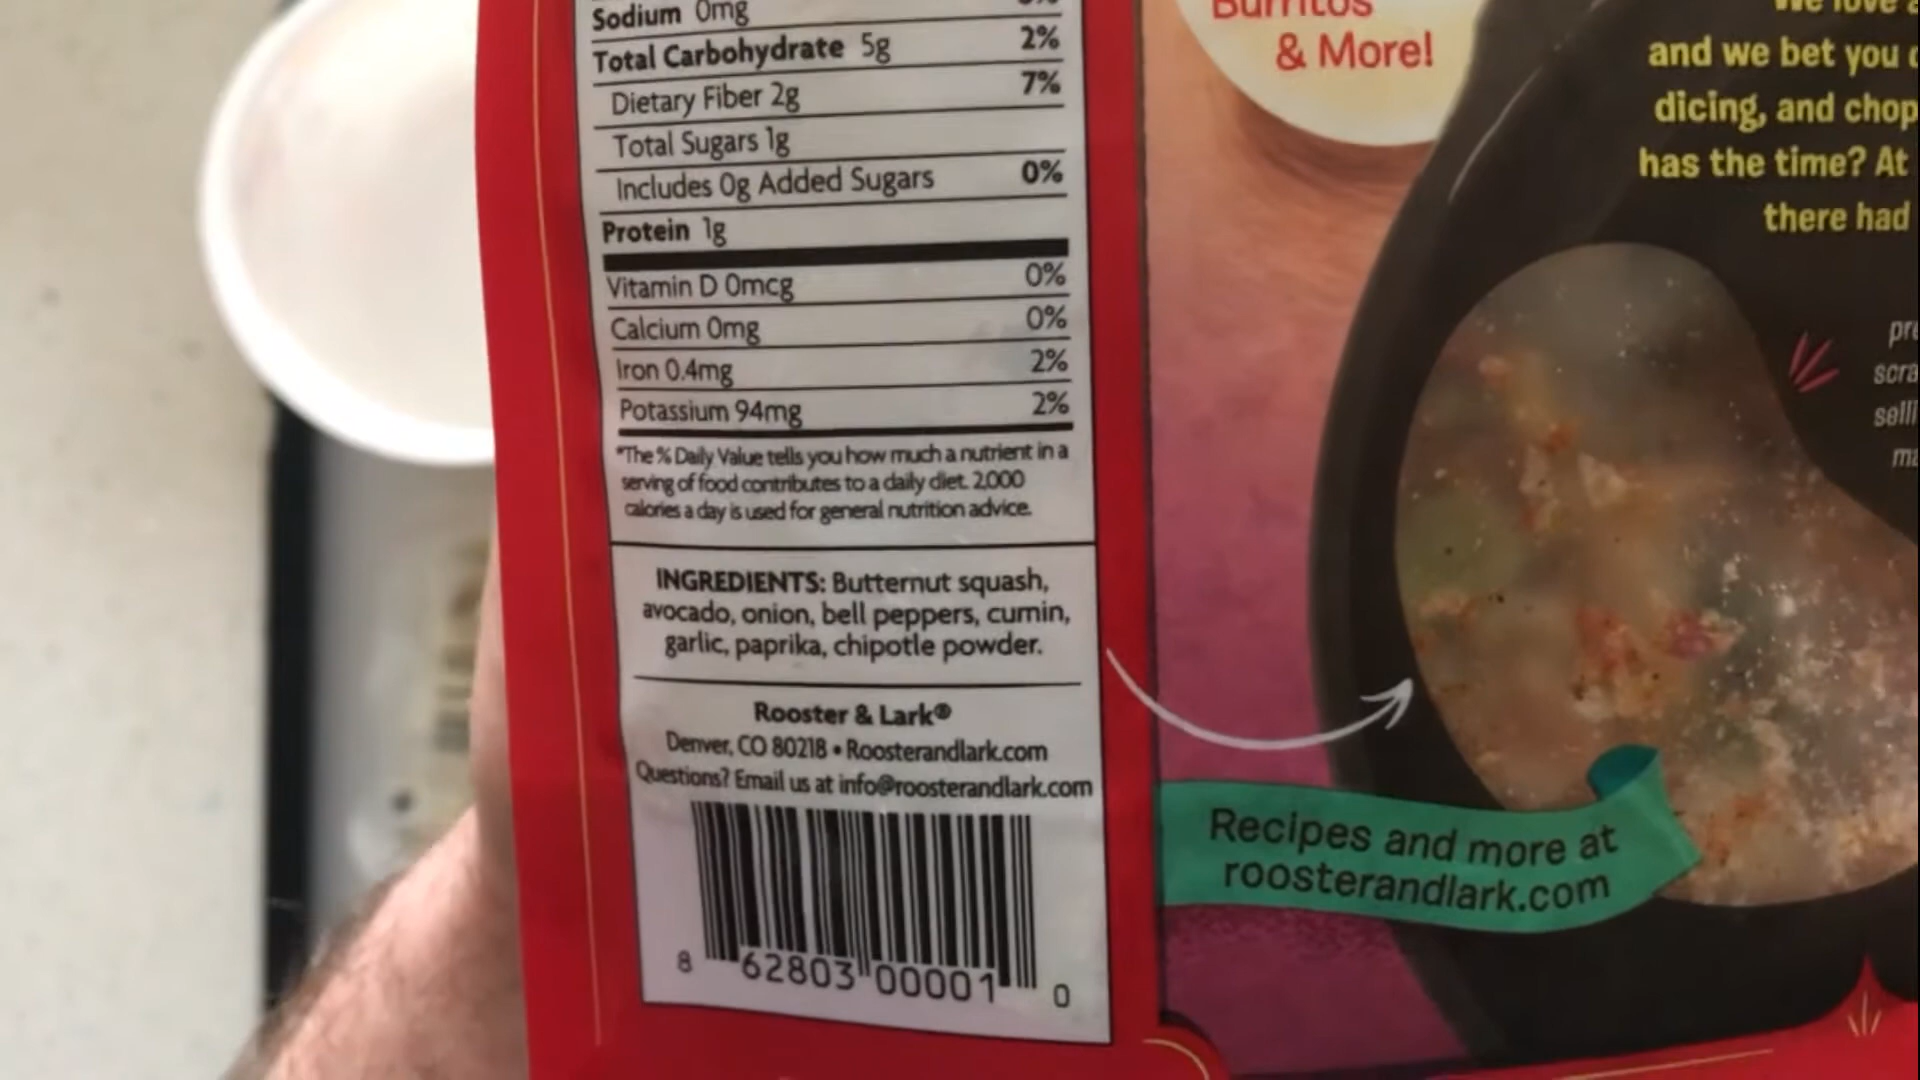 Sodium 0mg
Total Carbohydrate 5g 2%
Dietary Fiber 2g 7%
Total Sugars 1g
Includes 0g Added Sugars 0%
Protein 1g
Vitamin D 0mcg 0%
Calcium 0mg 0%
Iron 0.4mg 2%
Potassium 94mg 2%
*The % Daily Value tells you how much a nutrient in a
serving of food contributes to a daily diet. 2,000
calories a day is used for general nutrition advice.
INGREDIENTS: Butternut squash,
avocado, onion, bell peppers, cumin,
garlic, paprika, chipotle powder.
Rooster & Lark®
Denver, CO 80218 • Roosterandlark.com
Questions? Email us at info@roosterandlark.com
8 62803 00001 0
Burritos
& More!
We love
and we bet you
dicing, and chop
has the time? At
there had
Recipes and more at
roosterandlark.com